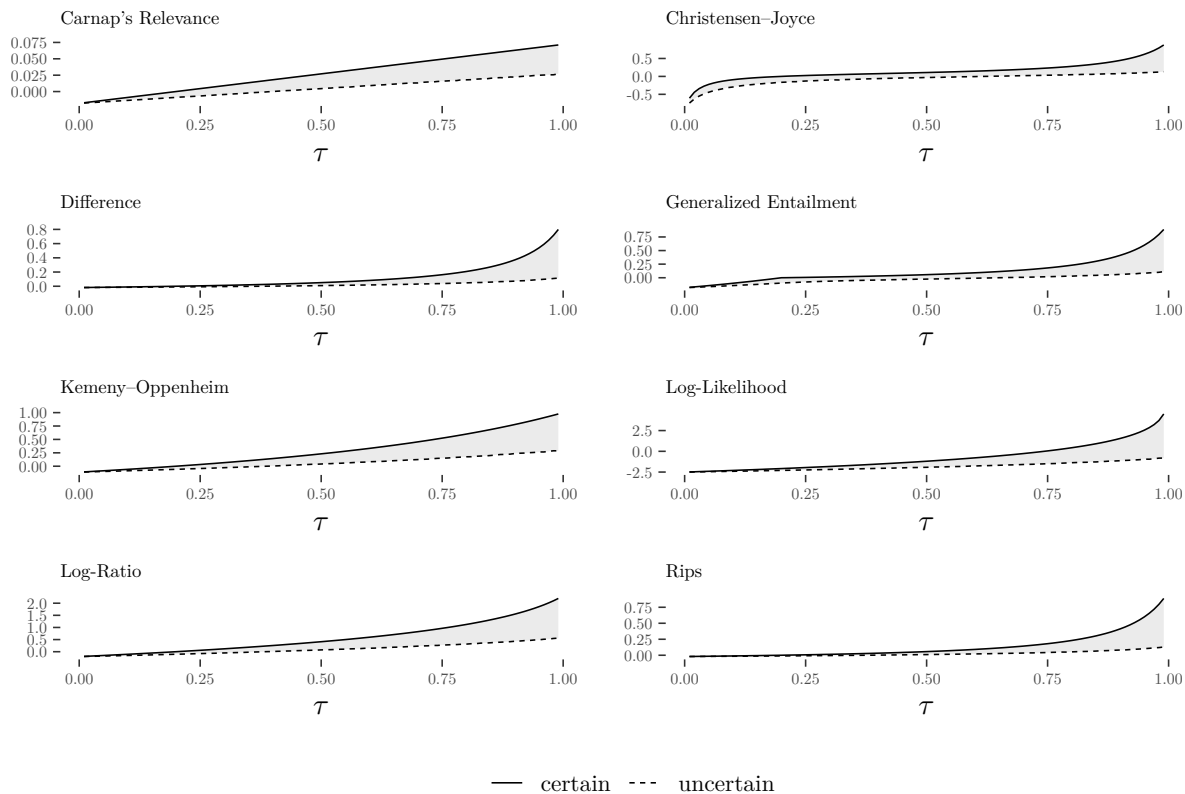 Carnap's Relevance
0.075
0.050
0.025
0.000
0.00 0.25 0.50 0.75 1.00
τ
Christensen–Joyce
0.5
0.0
-0.5
0.00 0.25 0.50 0.75 1.00
τ
Difference
0.8
0.6
0.4
0.2
0.0
0.00 0.25 0.50 0.75 1.00
τ
Generalized Entailment
0.75
0.50
0.25
0.00
0.00 0.25 0.50 0.75 1.00
τ
Kemeny–Oppenheim
1.00
0.75
0.50
0.25
0.00
0.00 0.25 0.50 0.75 1.00
τ
Log-Likelihood
2.5
0.0
-2.5
0.00 0.25 0.50 0.75 1.00
τ
Log-Ratio
2.0
1.5
1.0
0.5
0.0
0.00 0.25 0.50 0.75 1.00
τ
Rips
0.75
0.50
0.25
0.00
0.00 0.25 0.50 0.75 1.00
τ
certain uncertain